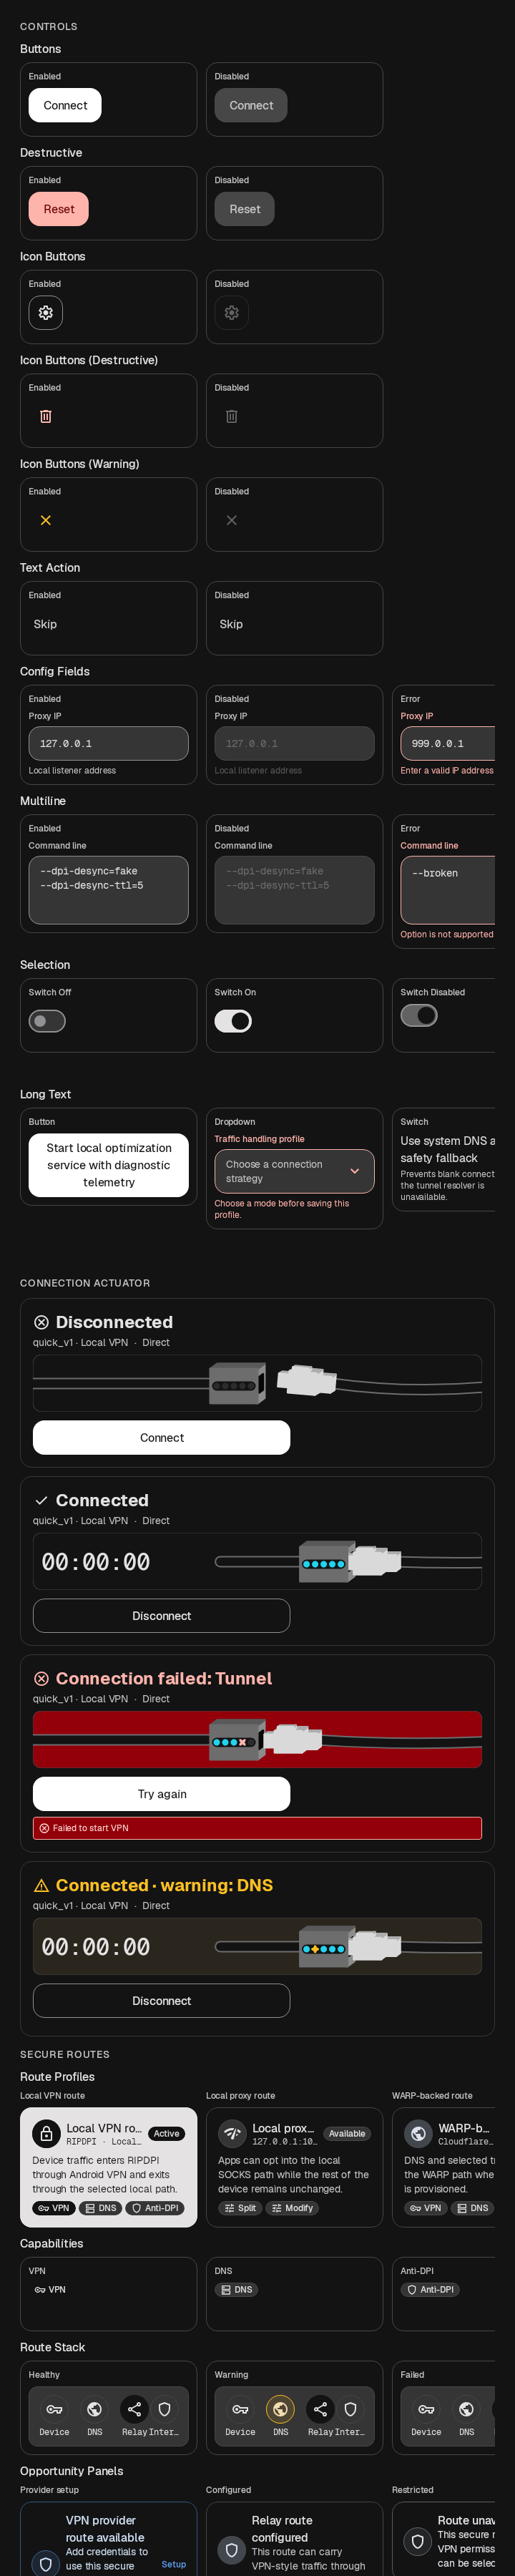 CONTROLS
Buttons
Enabled
Disabled
Connect
Connect
Destructive
Enabled
Disabled
Reset
Reset
Icon Buttons
Enabled
Disabled
Icon Buttons (Destructive)
Enabled
Disabled
Icon Buttons (Warning)
Enabled
Disabled
Text Action
Enabled
Disabled
Skip
Skip
Config Fields
Enabled
Proxy IP
127.0.0.1
Local listener address
Disabled
Proxy IP
127.0.0.1
Local listener address
Error
Proxy IP
999.0.0.1
Enter a valid IP address
Multiline
Enabled
Command line
--dpi-desync=fake
--dpi-desync-ttl=5
Disabled
Command line
--dpi-desync=fake
--dpi-desync-ttl=5
Error
Command line
--broken
Option is not supported
Selection
Switch Off
Switch On
Switch Disabled
Long Text
Button
Start local optimization
service with diagnostic
telemetry
Dropdown
Traffic handling profile
Choose a connection
strategy
Choose a mode before saving this
profile.
Switch
Use system DNS a
safety fallback
Prevents blank connect
the tunnel resolver is
unavailable.
CONNECTION ACTUATOR
Disconnected
quick_v1 · Local VPN · Direct
Connect
Connected
quick_v1 · Local VPN · Direct
00:00:00
Disconnect
Connection failed: Tunnel
quick_v1 · Local VPN · Direct
Try again
Failed to start VPN
Connected · warning: DNS
quick_v1 · Local VPN · Direct
00:00:00
Disconnect
SECURE ROUTES
Route Profiles
Local VPN route
Local VPN ro…
RIPDPI · Local…
Active
Device traffic enters RIPDPI
through Android VPN and exits
through the selected local path.
VPN
DNS
Anti-DPI
Local proxy route
Local prox…
127.0.0.1:10…
Available
Apps can opt into the local
SOCKS path while the rest of the
device remains unchanged.
Split
Modify
WARP-backed route
WARP-b…
Cloudflare…
DNS and selected t
the WARP path whe
is provisioned.
VPN
DNS
Capabilities
VPN
VPN
DNS
DNS
Anti-DPI
Anti-DPI
Route Stack
Healthy
Device
DNS
Relay
Inter…
Warning
Device
DNS
Relay
Inter…
Failed
Device
DNS
Opportunity Panels
Provider setup
VPN provider
route available
Add credentials to
use this secure
Setup
Configured
Relay route
configured
This route can carry
VPN-style traffic through
Restricted
Route unav
This secure r
VPN permiss
can be selec